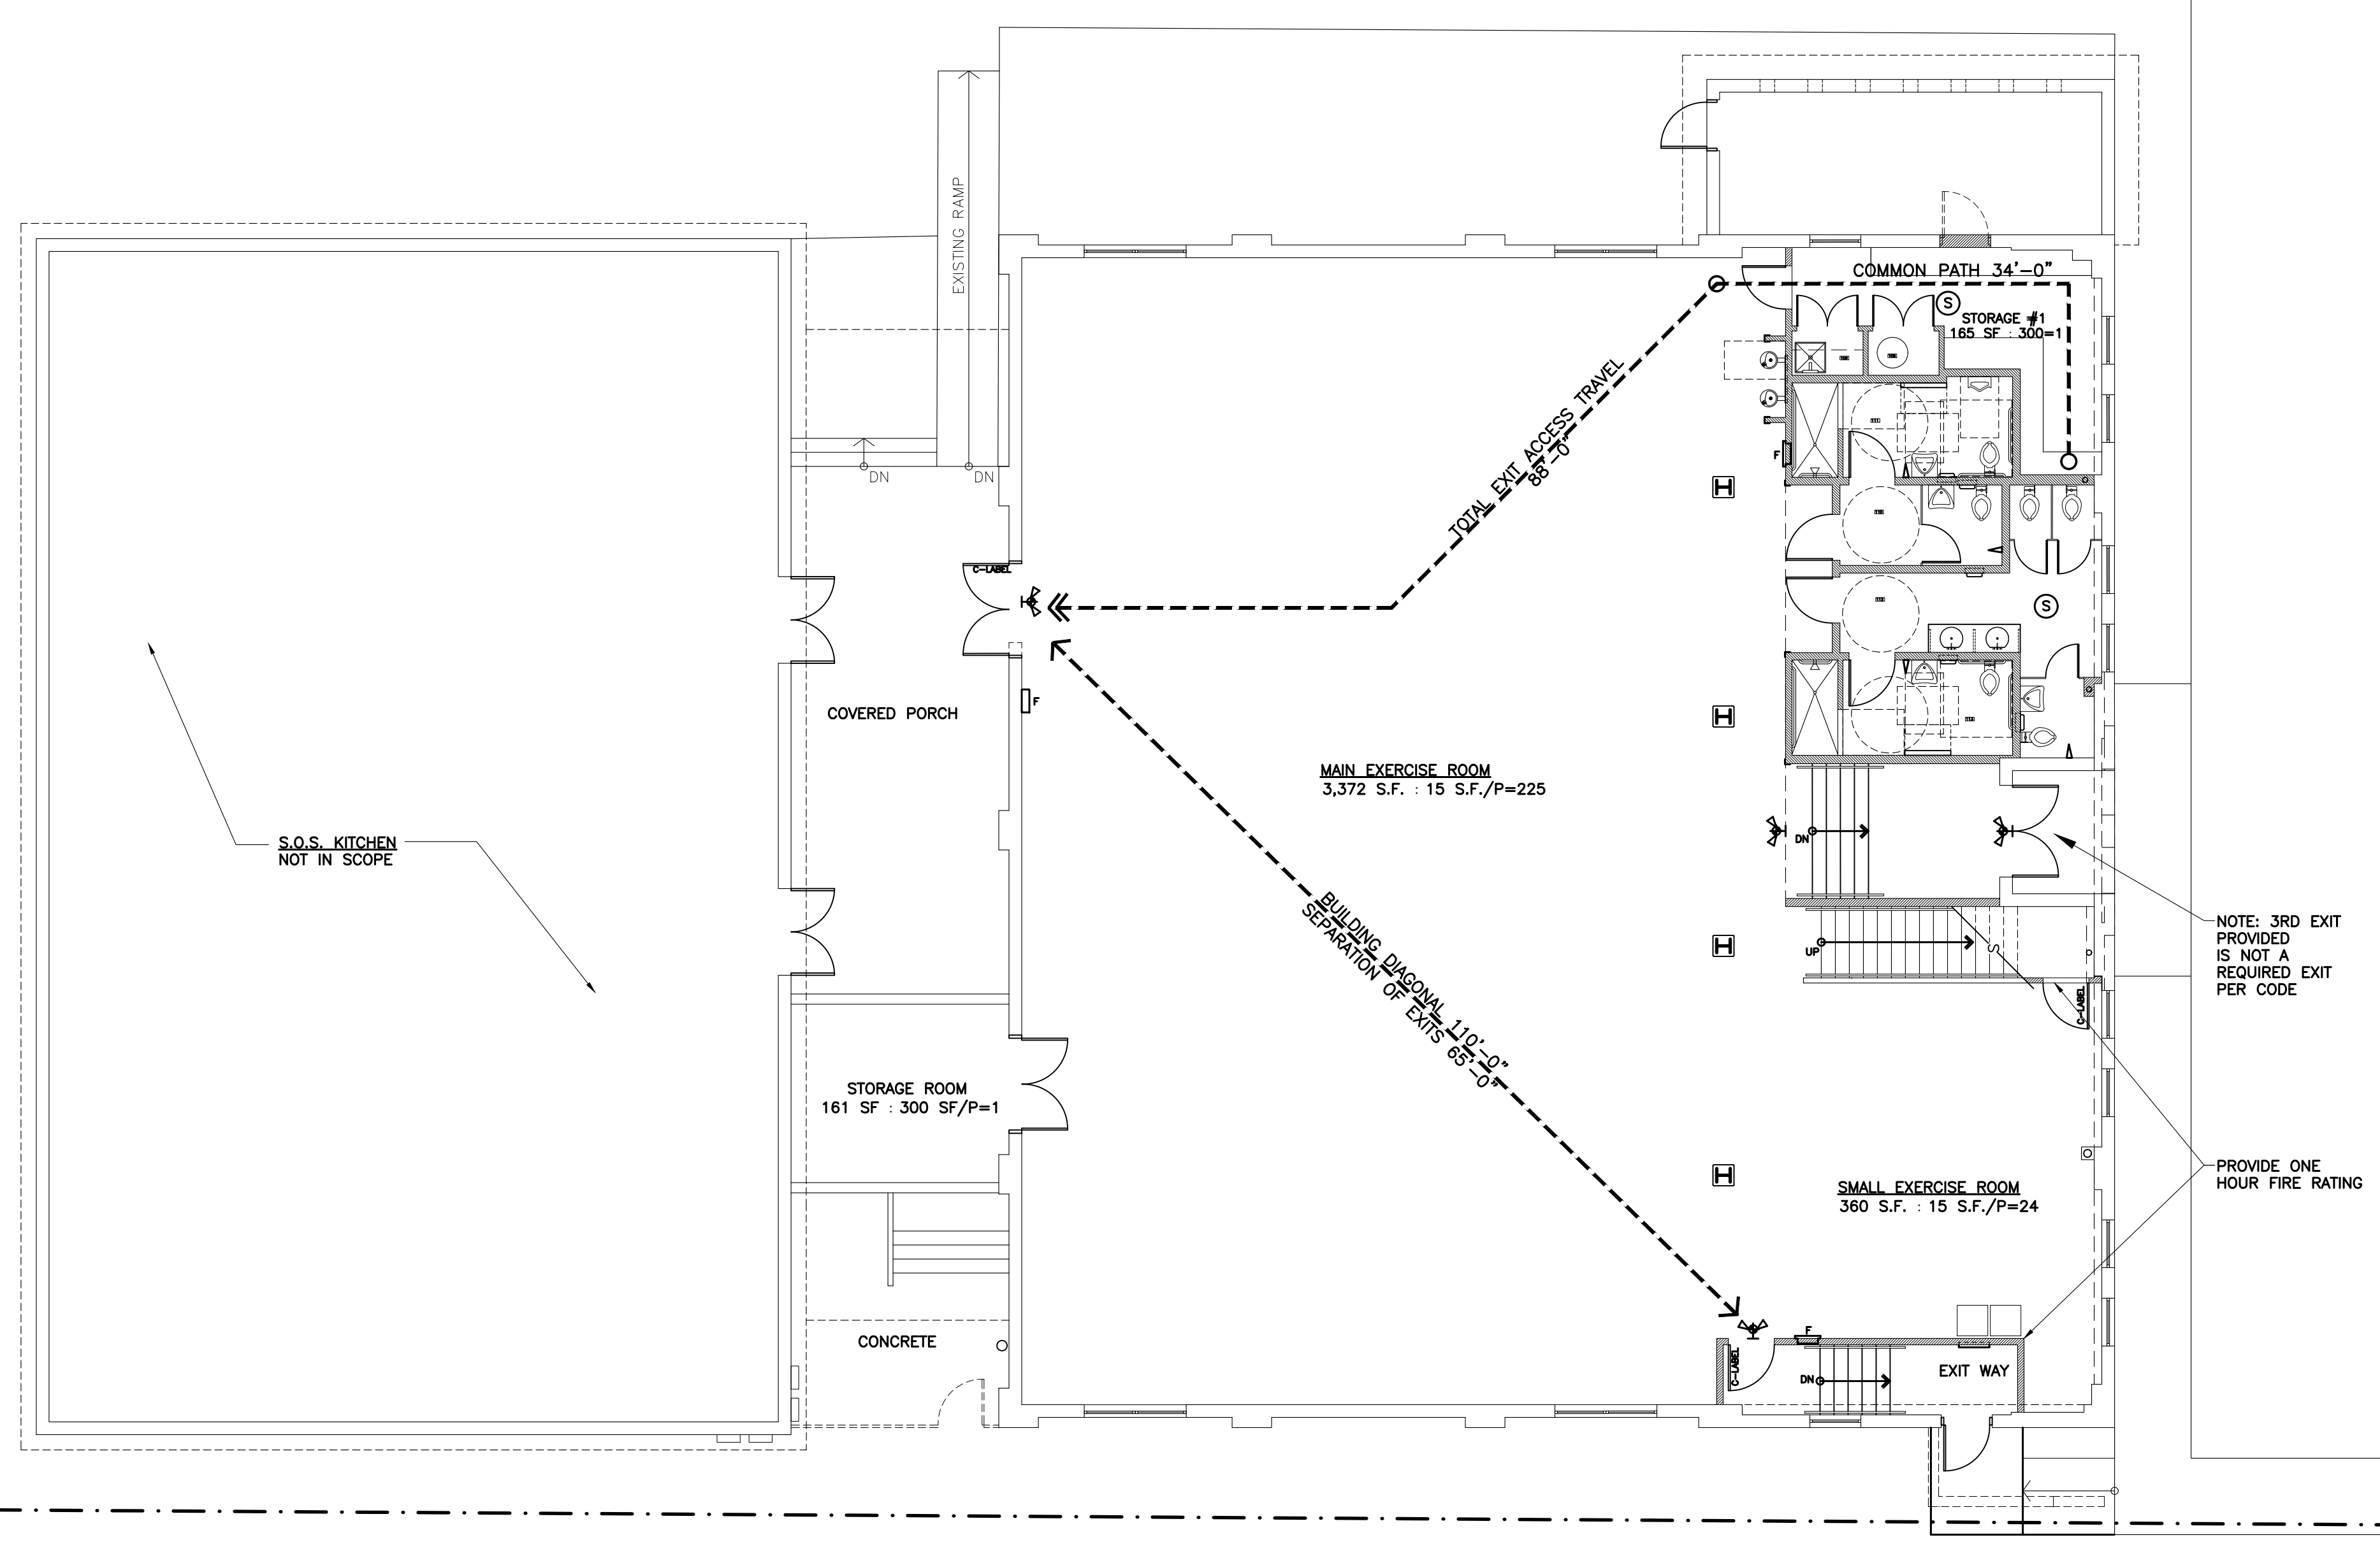 EXISTING RAMP
DN
DN
COMMON PATH 34'-0"
S
STORAGE #1
165 SF : 300=1
TOTAL EXIT ACCESS TRAVEL
88'-0"
F
H
C-LABEL
S
F
COVERED PORCH
H
MAIN EXERCISE ROOM
3,372 S.F. : 15 S.F./P=225
S.O.S. KITCHEN
NOT IN SCOPE
DN
BUILDING DIAGONAL 110'-0"
SEPARATION OF EXITS 65'-0"
H
UP
S
NOTE: 3RD EXIT
PROVIDED
IS NOT A
REQUIRED EXIT
PER CODE
C-LABEL
STORAGE ROOM
161 SF : 300 SF/P=1
H
SMALL EXERCISE ROOM
360 S.F. : 15 S.F./P=24
PROVIDE ONE
HOUR FIRE RATING
CONCRETE
F
C-LABEL
DN
EXIT WAY